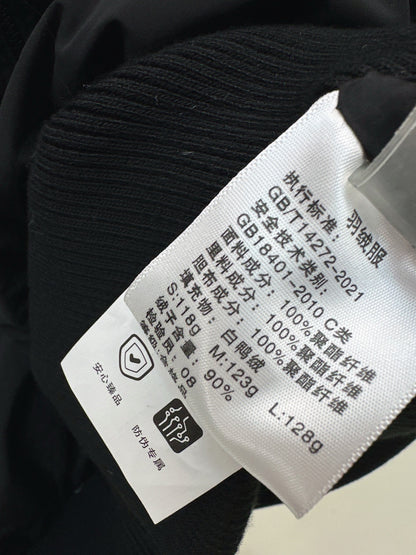 执行标准：羽绒服
GB/T14272-2021
安全技术类别：
GB18401-2010 C类
面料成分：100%聚酯纤维
里料成分：100%聚酯纤维
胆布成分：100%聚酯纤维
填充物：白鸭绒
S:118g M:123g L:128g
绒子含量：90%
检验员：08
安心臻品
防伪专属